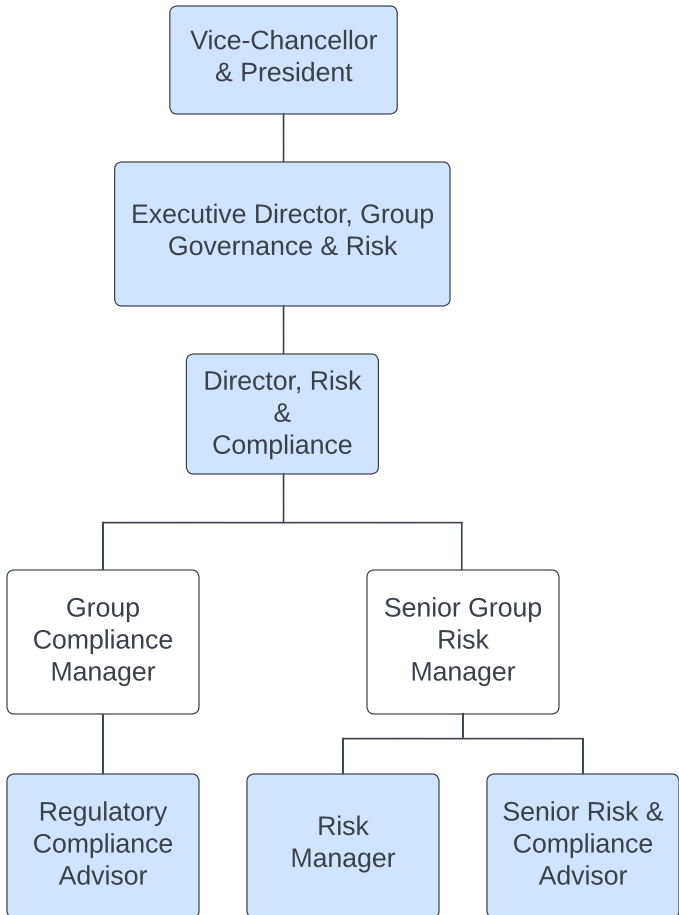 Vice-Chancellor
& President
Executive Director, Group
Governance & Risk
Director, Risk
&
Compliance
Group
Compliance
Manager
Senior Group
Risk
Manager
Regulatory
Compliance
Advisor
Risk
Manager
Senior Risk &
Compliance
Advisor